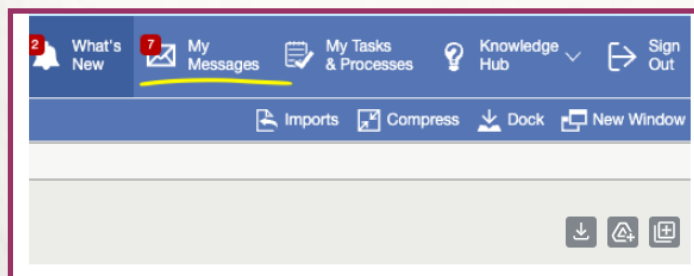 2
What's
New
7
My
Messages
My Tasks
& Processes
Knowledge
Hub
Sign
Out
Imports
Compress
Dock
New Window